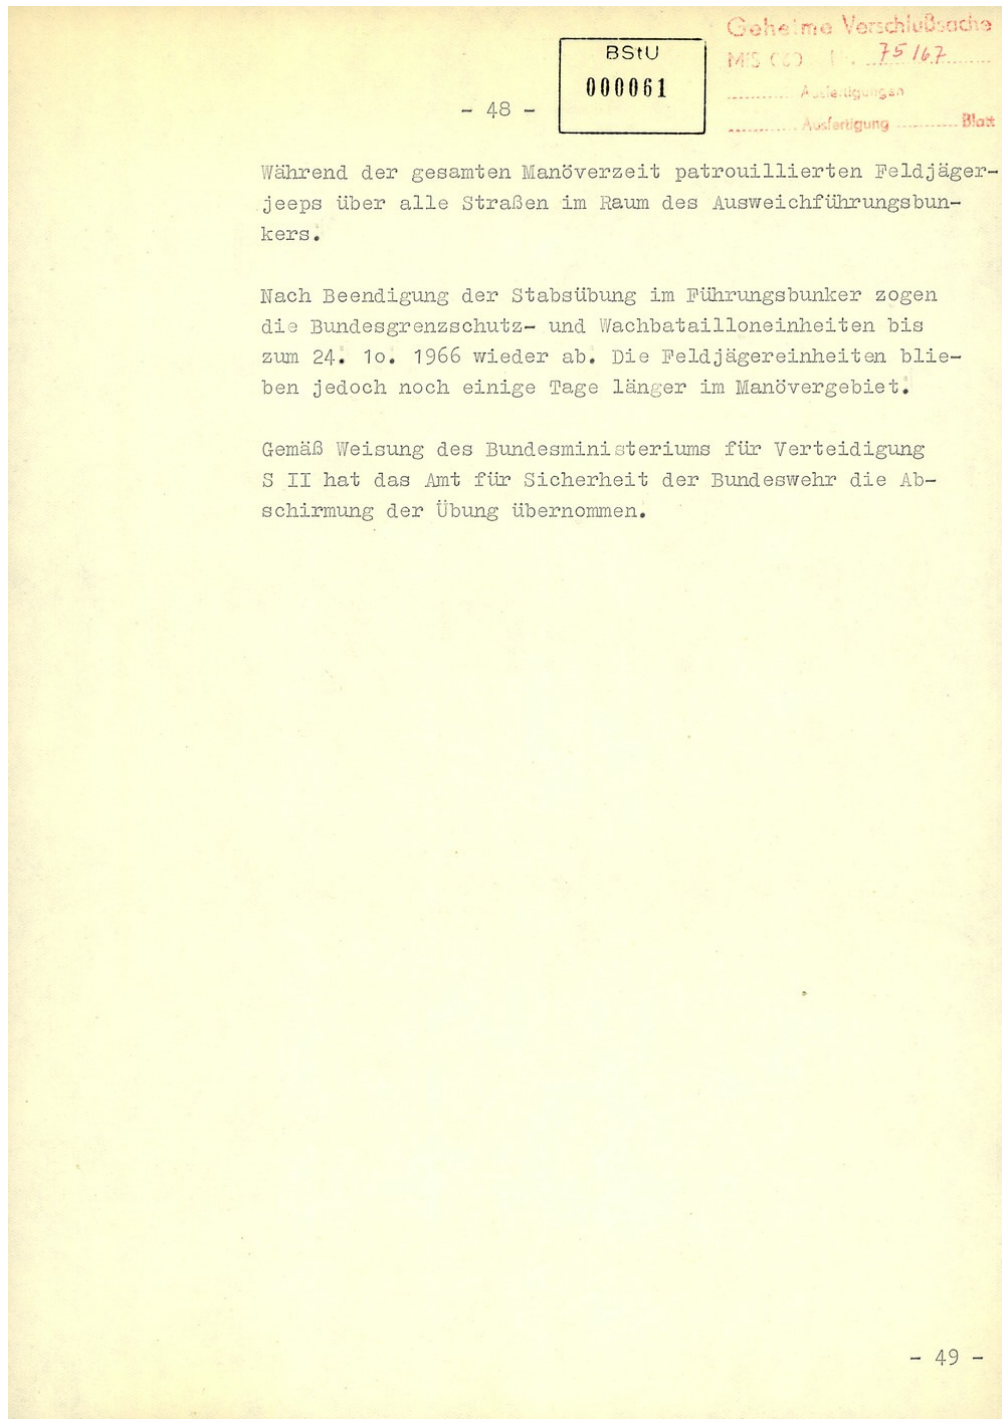 Geheime Verschlußsache
BStU
MfS 75/67
000061
Ausfertigungen
- 48 -
Ausfertigung Blatt
Während der gesamten Manöverzeit patrouillierten Feldjäger-
jeeps über alle Straßen im Raum des Ausweichführungsbun-
kers.
Nach Beendigung der Stabsübung im Führungsbunker zogen
die Bundesgrenzschutz- und Wachbatailloneinheiten bis
zum 24. 1o. 1966 wieder ab. Die Feldjägereinheiten blie-
ben jedoch noch einige Tage länger im Manövergebiet.
Gemäß Weisung des Bundesministeriums für Verteidigung
S II hat das Amt für Sicherheit der Bundeswehr die Ab-
schirmung der Übung übernommen.
- 49 -